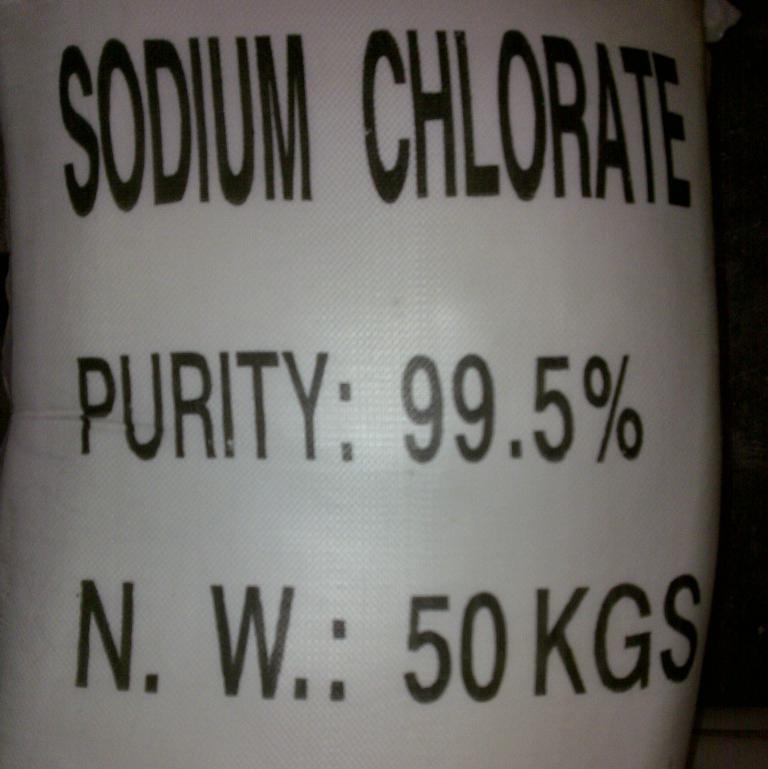 SODIUM CHLORATE
PURITY: 99.5%
N. W.: 50 KGS